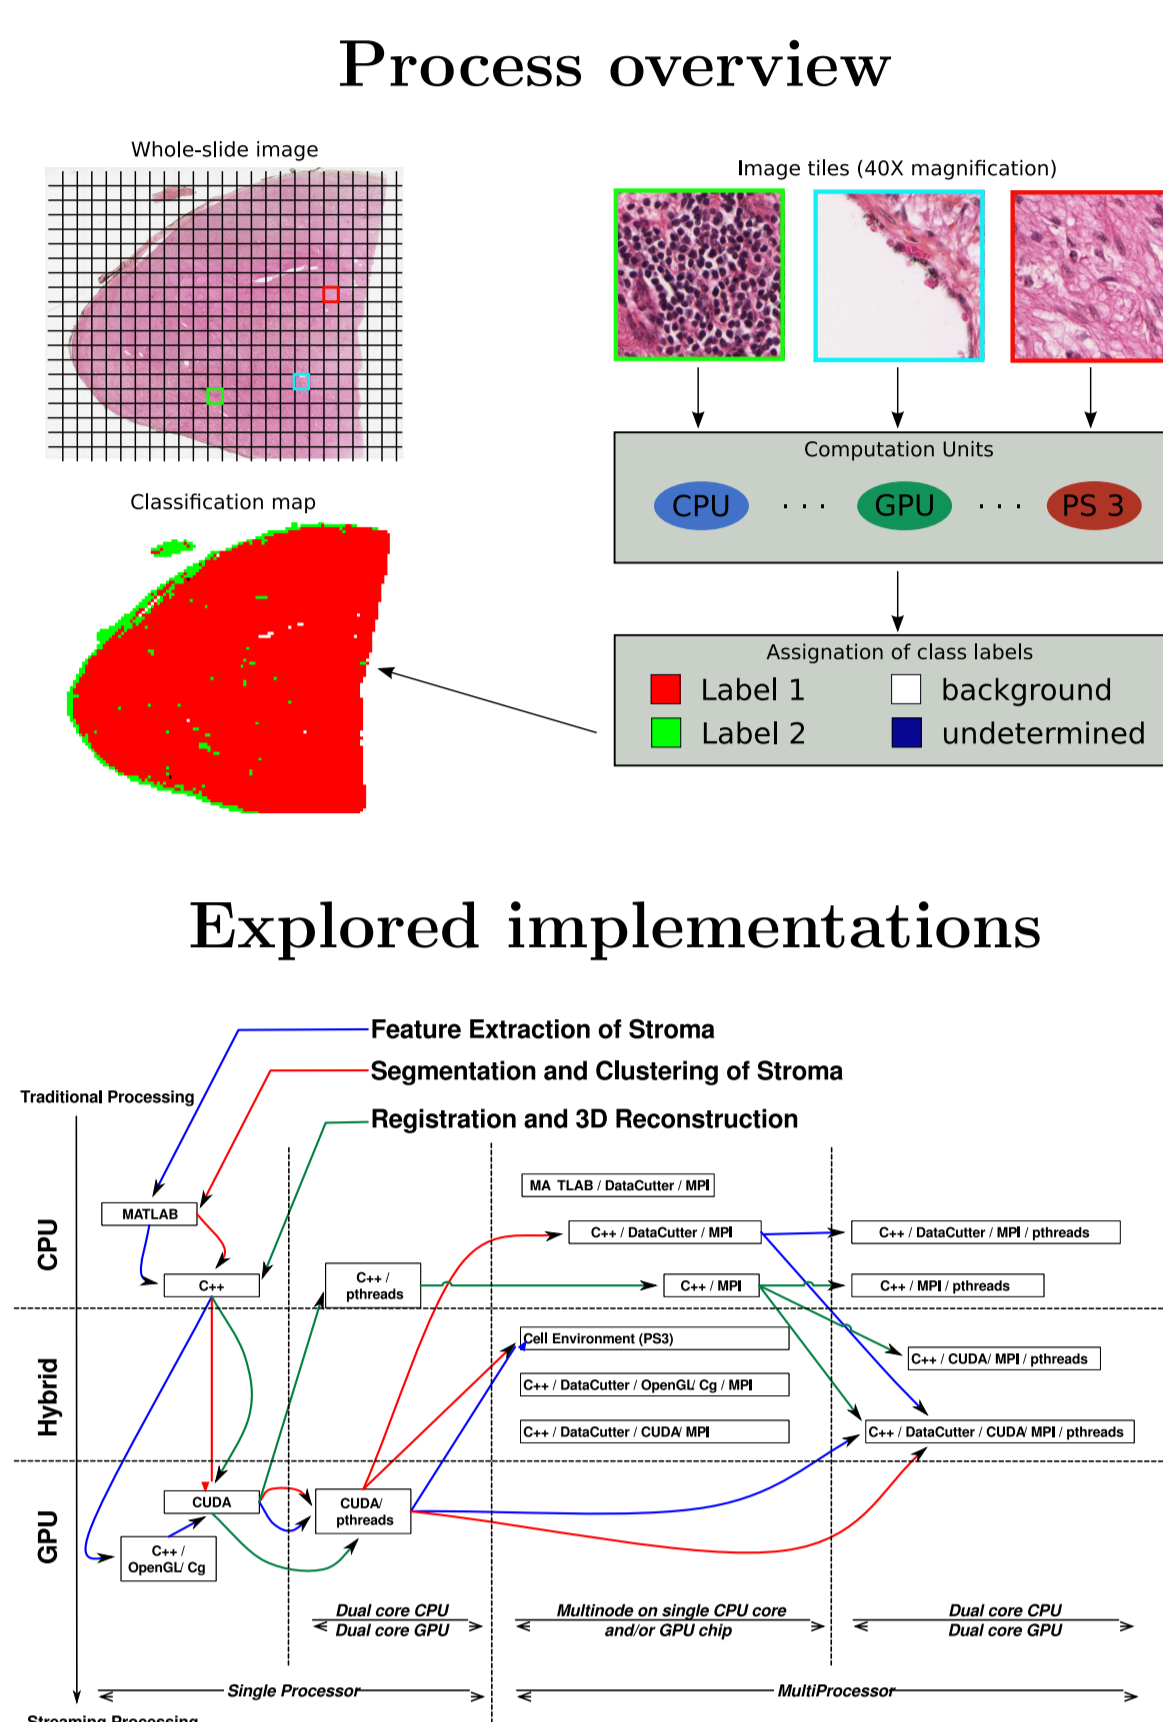 Process overview
Whole-slide image
Image tiles (40X magnification)
Computation Units
CPU
. . .
GPU
. . .
PS 3
Classification map
Assignation of class labels
Label 1
background
Label 2
undetermined
Explored implementations
Feature Extraction of Stroma
Segmentation and Clustering of Stroma
Registration and 3D Reconstruction
Traditional Processing
CPU
MATLAB
MA TLAB / DataCutter / MPI
C++ / DataCutter / MPI
C++ / DataCutter / MPI / pthreads
C++
C++ /
pthreads
C++ / MPI
C++ / MPI / pthreads
Hybrid
Cell Environment (PS3)
C++ / CUDA/ MPI / pthreads
C++ / DataCutter / OpenGL/ Cg / MPI
C++ / DataCutter / CUDA/ MPI
C++ / DataCutter / CUDA/ MPI / pthreads
GPU
CUDA
CUDA/
pthreads
C++ /
OpenGL/ Cg
Dual core CPU
Dual core GPU
Multinode on single CPU core
and/or GPU chip
Dual core CPU
Dual core GPU
Single Processor
MultiProcessor
Streaming Processing